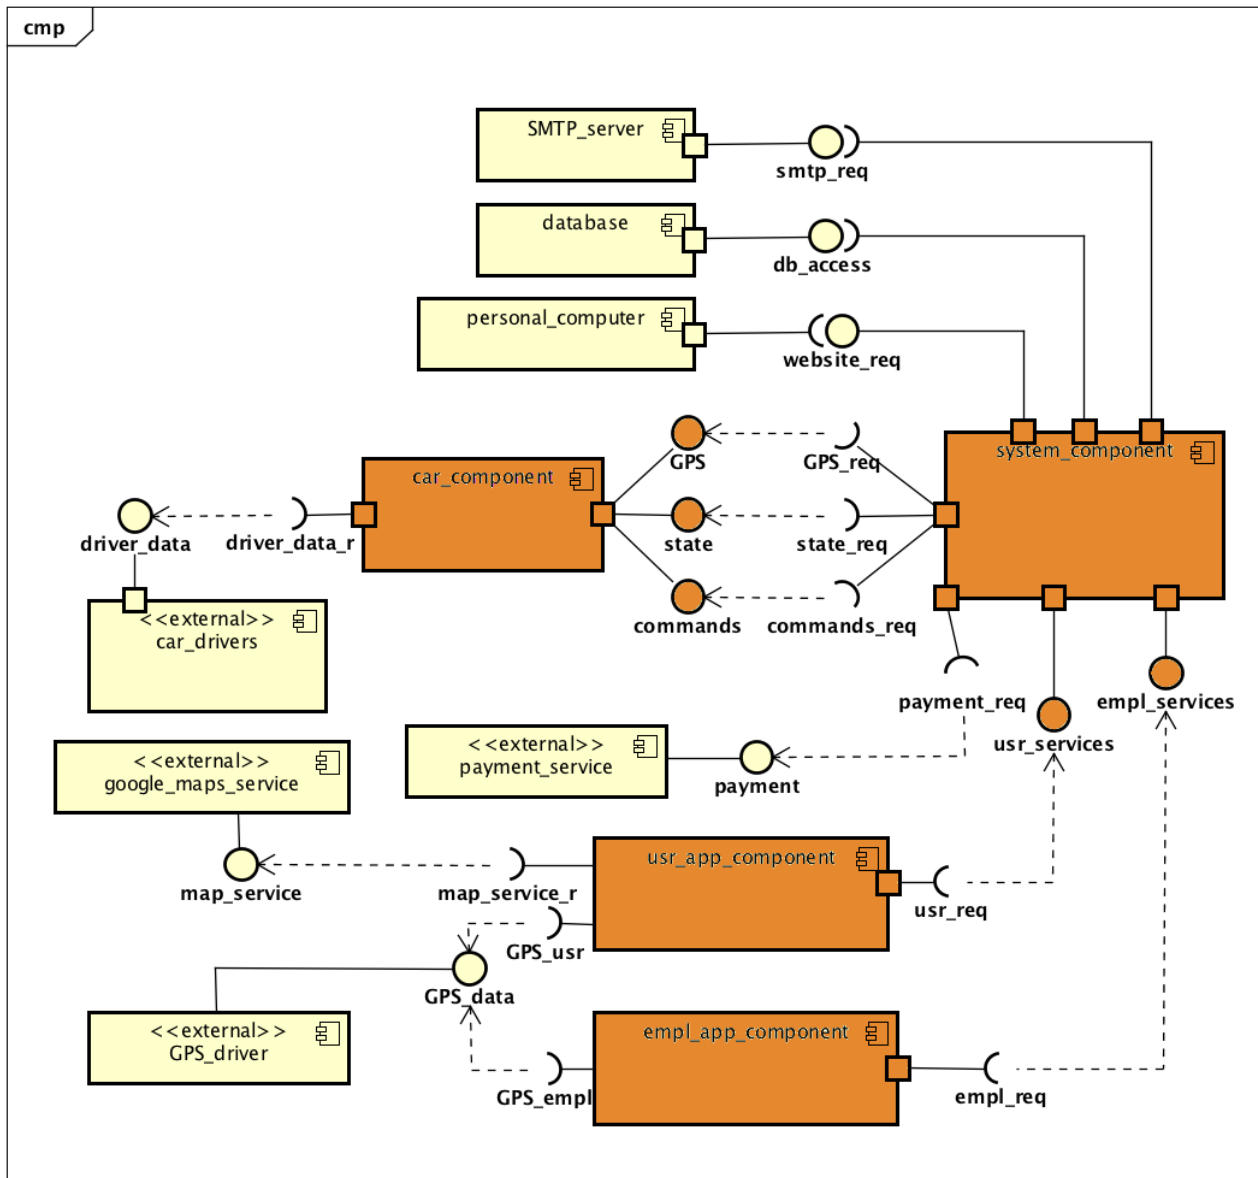 cmp
SMTP_server
smtp_req
database
db_access
personal_computer
website_req
system_component
GPS
GPS_req
car_component
driver_data
driver_data_r
state
state_req
commands
commands_req
<<external>>
car_drivers
payment_req
empl_services
usr_services
<<external>>
payment_service
payment
<<external>>
google_maps_service
map_service
map_service_r
usr_app_component
usr_req
GPS_usr
GPS_data
<<external>>
GPS_driver
empl_app_component
GPS_empl
empl_req